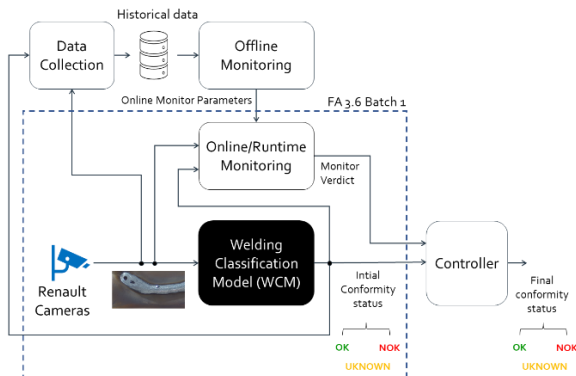 Historical data
Data
Collection
Offline
Monitoring
Online Monitor Parameters
FA 3.6 Batch 1
Online/Runtime
Monitoring
Monitor
Verdict
Renault
Cameras
Welding
Classification
Model (WCM)
Intial
Conformity
status
OK
NOK
UKNOWN
Controller
Final
conformity
status
OK
NOK
UKNOWN